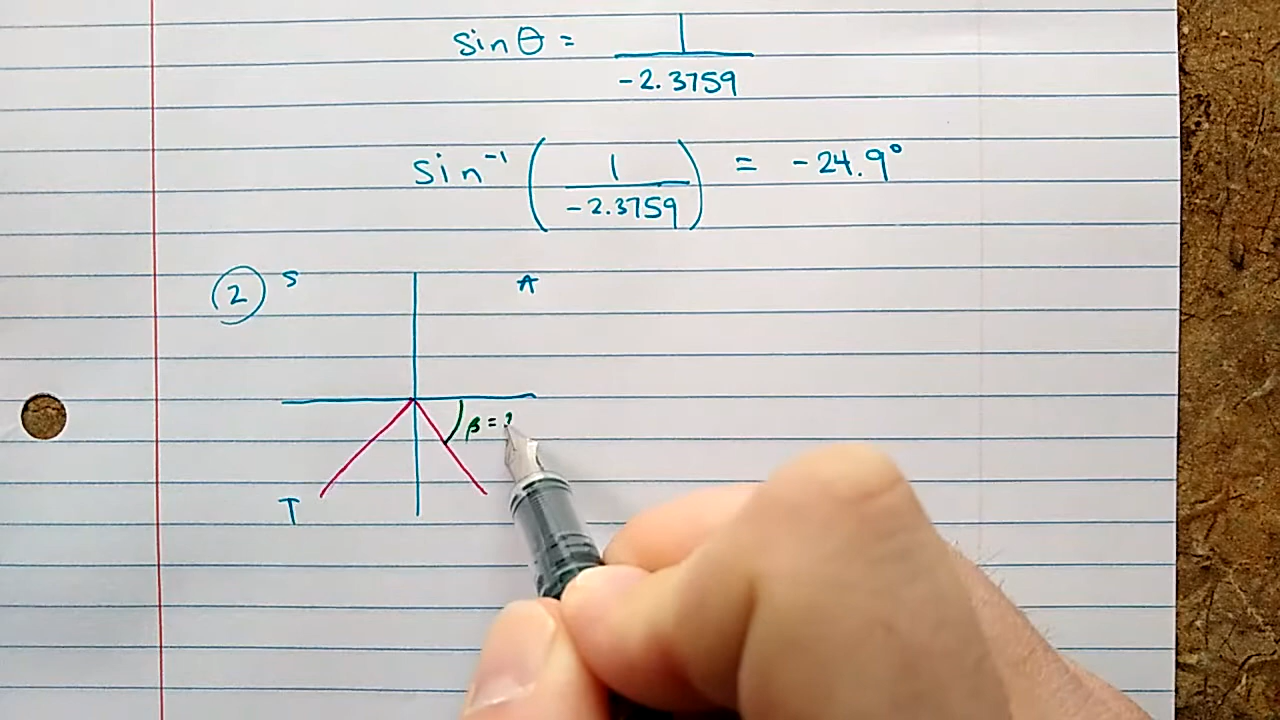 sin θ = 1 / -2.3759
sin⁻¹ ( 1 / -2.3759 ) = -24.9°
② S A
β =
T